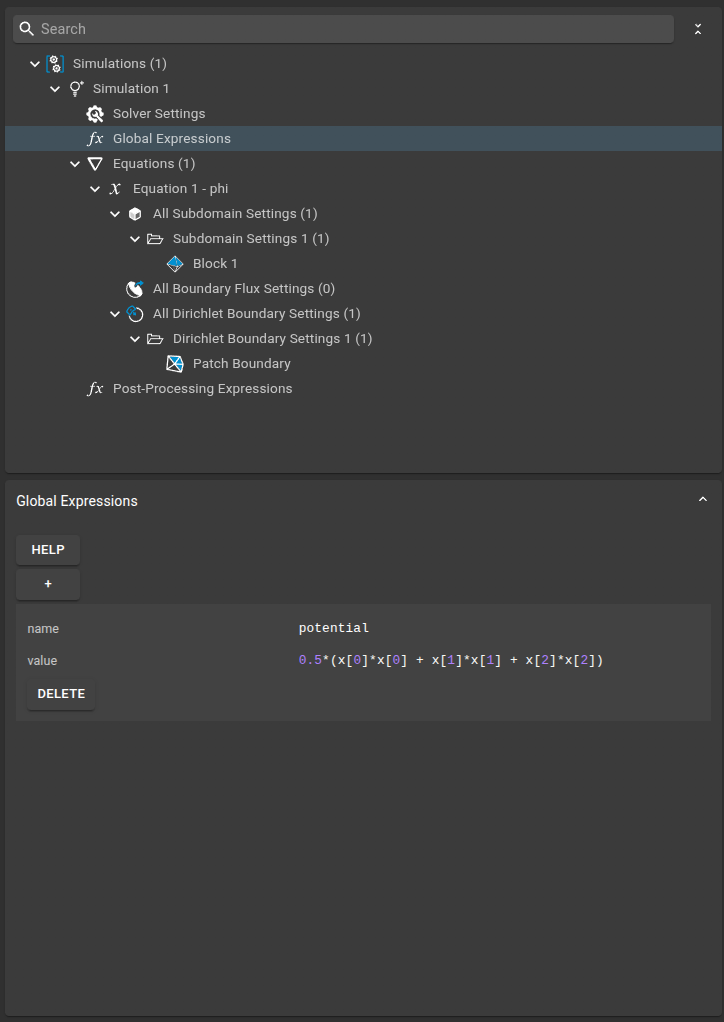 Search
Simulations (1)
Simulation 1
Solver Settings
fx Global Expressions
Equations (1)
x Equation 1 - phi
All Subdomain Settings (1)
Subdomain Settings 1 (1)
Block 1
All Boundary Flux Settings (0)
All Dirichlet Boundary Settings (1)
Dirichlet Boundary Settings 1 (1)
Patch Boundary
fx Post-Processing Expressions
Global Expressions
HELP
+
name potential
value 0.5*(x[0]*x[0] + x[1]*x[1] + x[2]*x[2])
DELETE